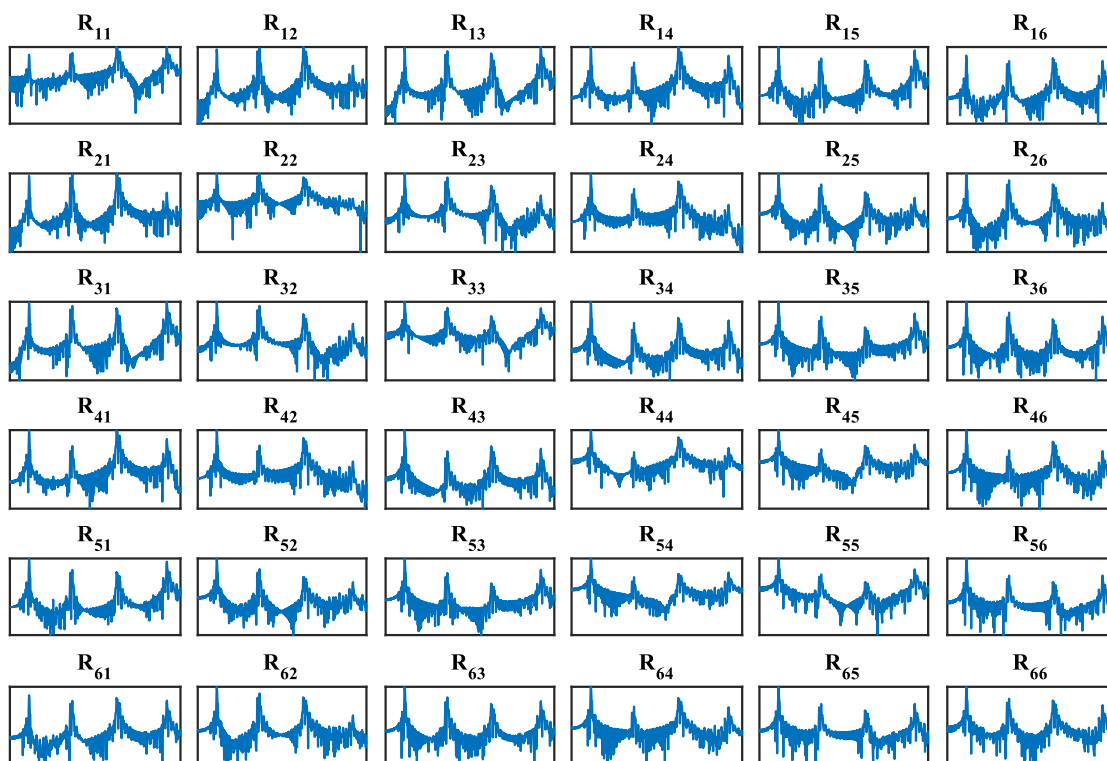 R₁₁ R₁₂ R₁₃ R₁₄ R₁₅ R₁₆
R₂₁ R₂₂ R₂₃ R₂₄ R₂₅ R₂₆
R₃₁ R₃₂ R₃₃ R₃₄ R₃₅ R₃₆
R₄₁ R₄₂ R₄₃ R₄₄ R₄₅ R₄₆
R₅₁ R₅₂ R₅₃ R₅₄ R₅₅ R₅₆
R₆₁ R₆₂ R₆₃ R₆₄ R₆₅ R₆₆